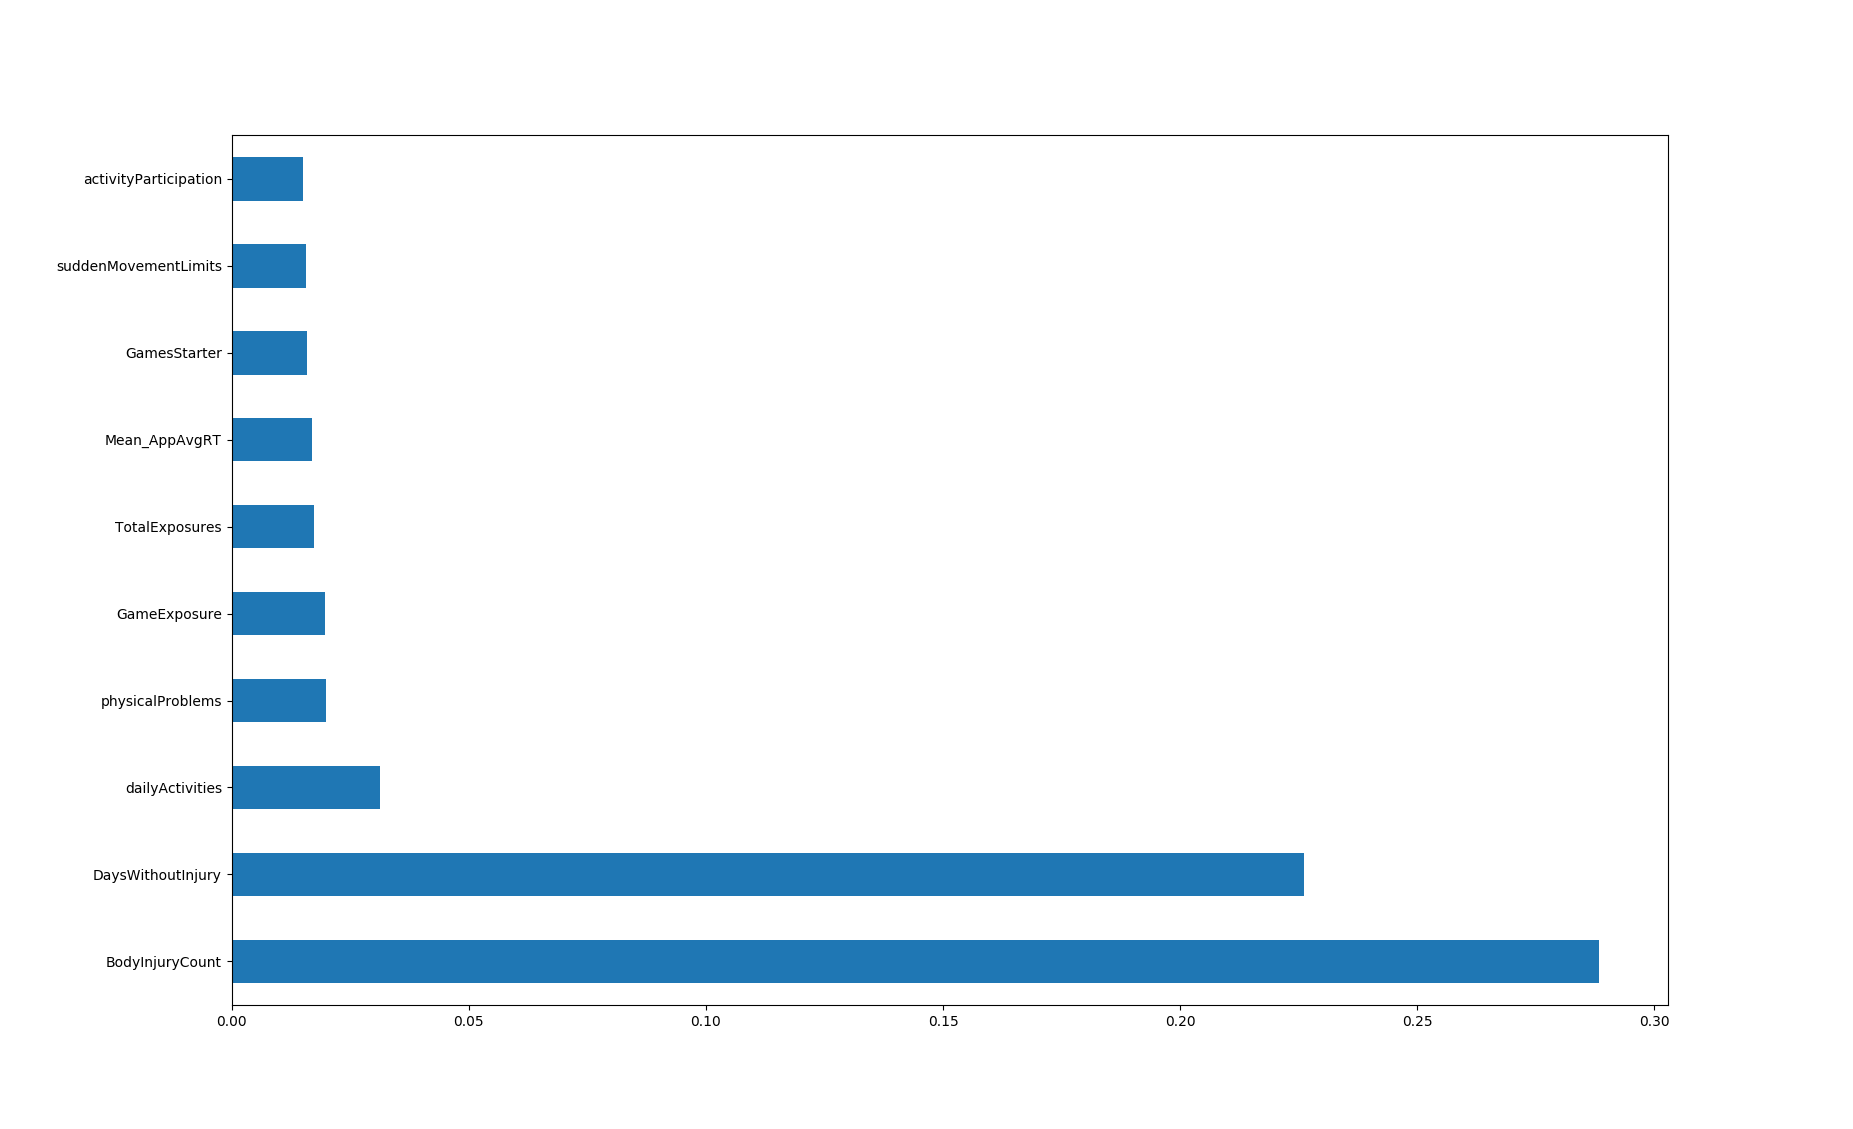 activityParticipation
suddenMovementLimits
GamesStarter
Mean_AppAvgRT
TotalExposures
GameExposure
physicalProblems
dailyActivities
DaysWithoutInjury
BodyInjuryCount
0.00 0.05 0.10 0.15 0.20 0.25 0.30